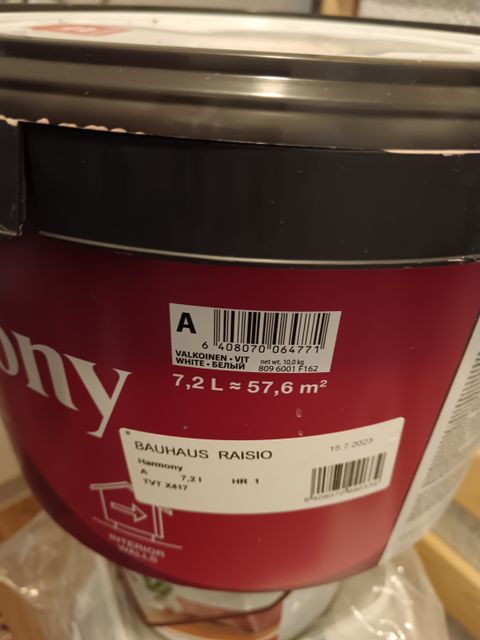 ony
A
6 408070 064771
VALKOINEN • VIT
WHITE • БЕЛЫЙ
net wt. 10,0 kg
809 6001 F162
7,2 L ≈ 57,6 m²
BAUHAUS RAISIO
15.7.2023
Harmony
A 7,2 l HR 1
TVT X417
INTERIOR
WALLS